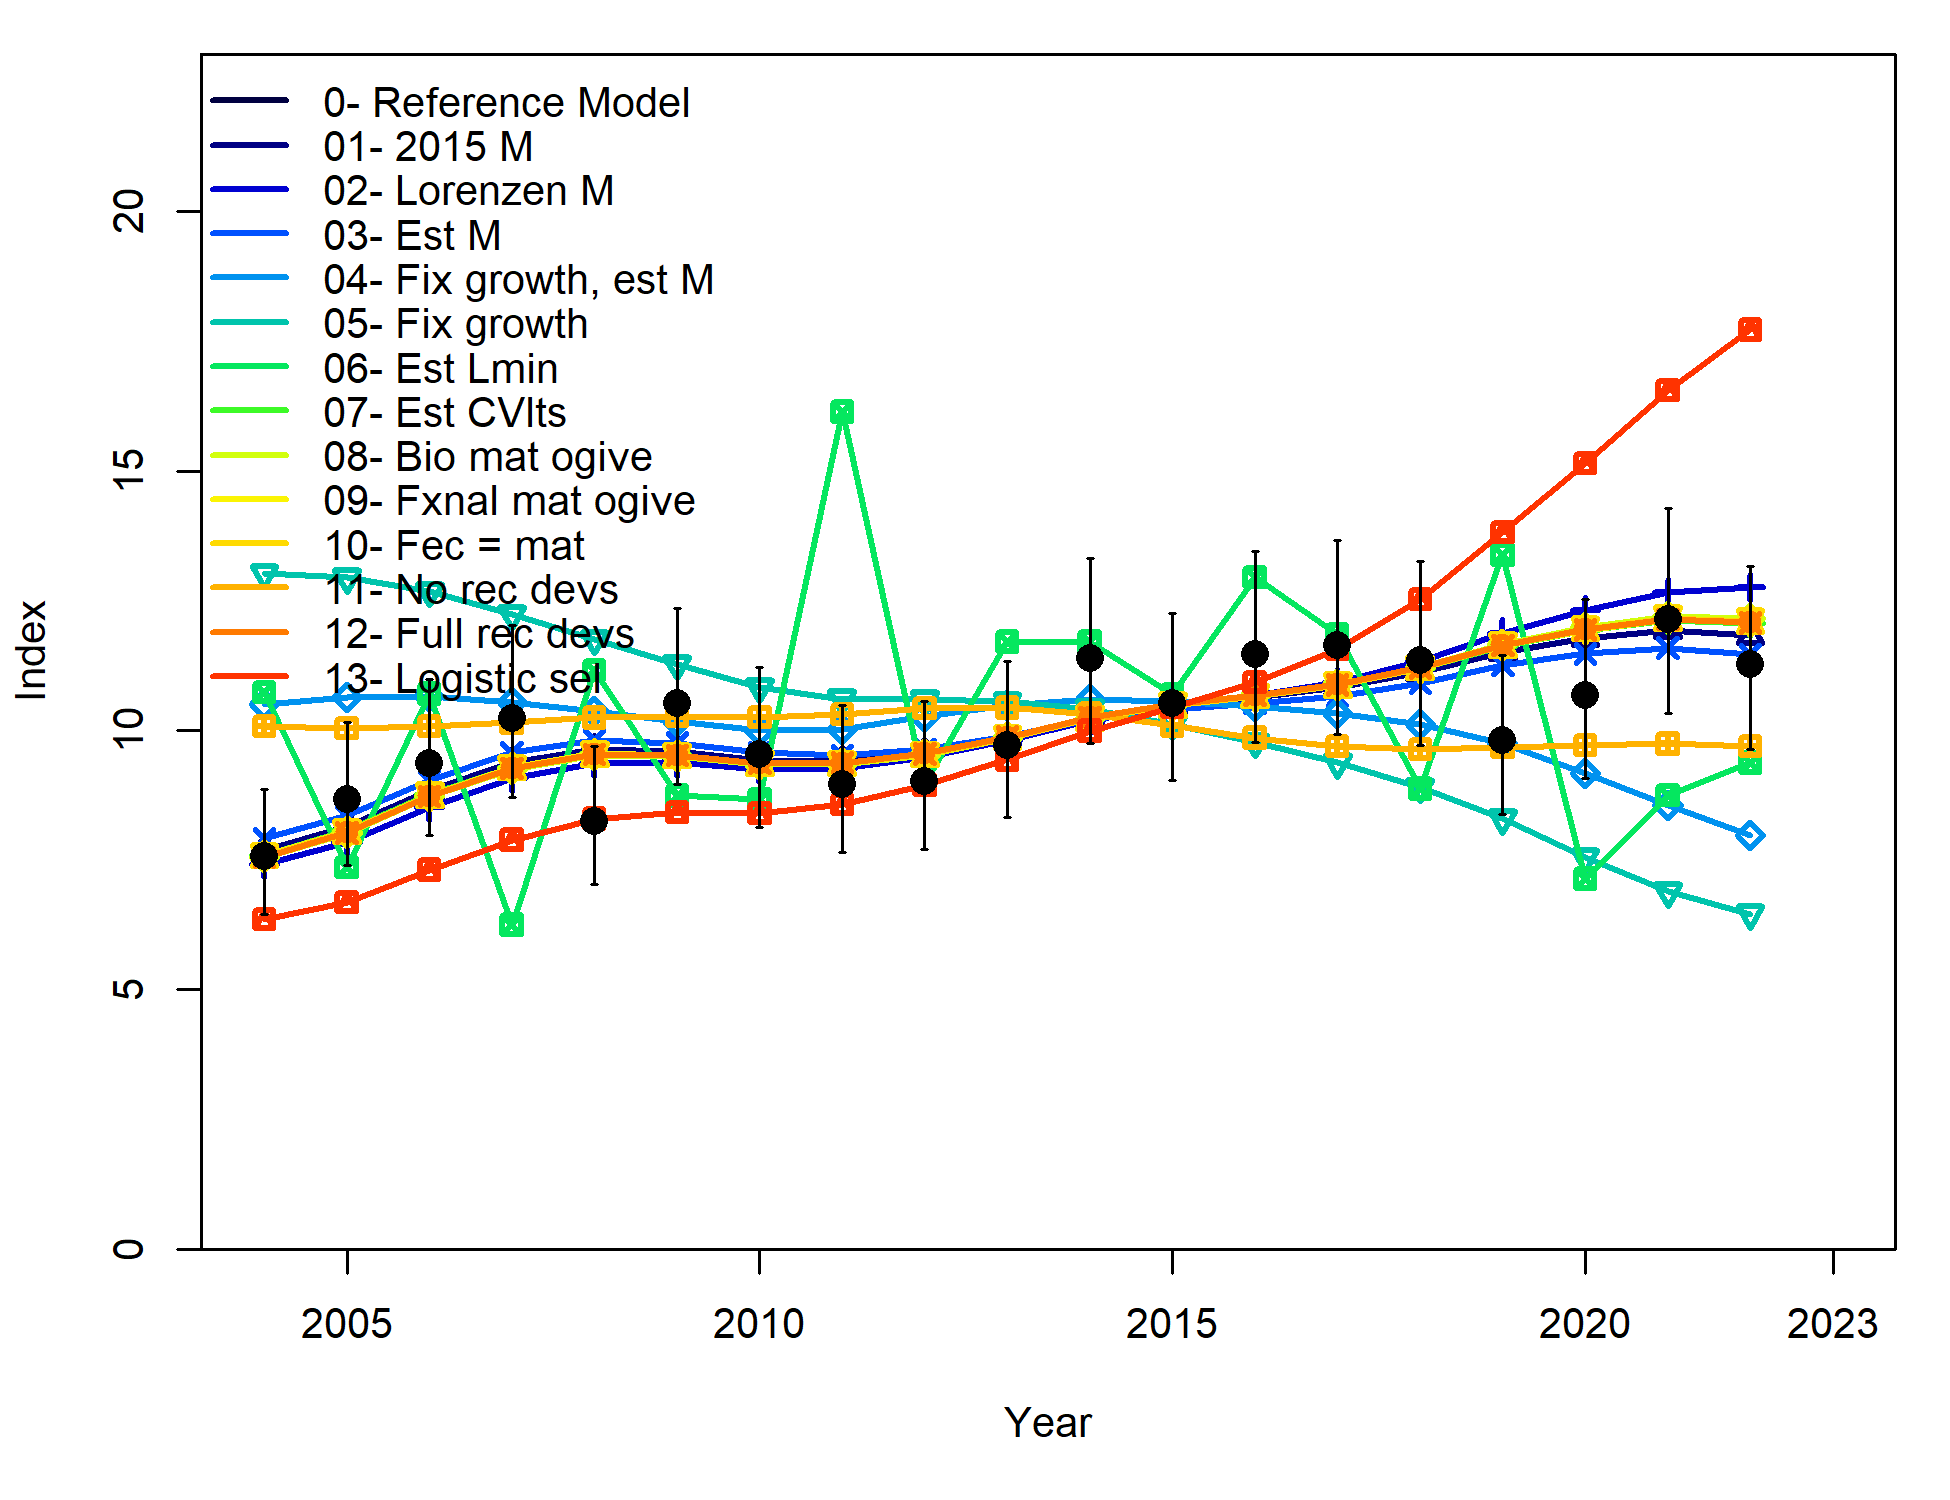 0- Reference Model
01- 2015 M
02- Lorenzen M
03- Est M
04- Fix growth, est M
05- Fix growth
06- Est Lmin
07- Est CVlts
08- Bio mat ogive
09- Fxnal mat ogive
10- Fec = mat
11- No rec devs
12- Full rec devs
13- Logistic sel
Index
20
15
10
5
0
2005 2010 2015 2020 2023
Year